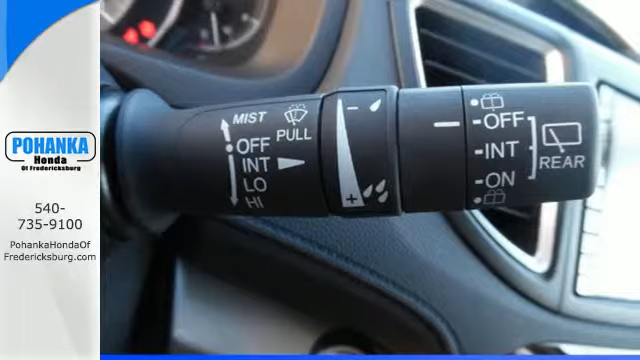 POHANKA
Honda
Of Fredericksburg
540-
735-9100
PohankaHondaOf
Fredericksburg.com
MIST
PULL
OFF
INT
LO
HI
-
+
OFF
INT
ON
REAR